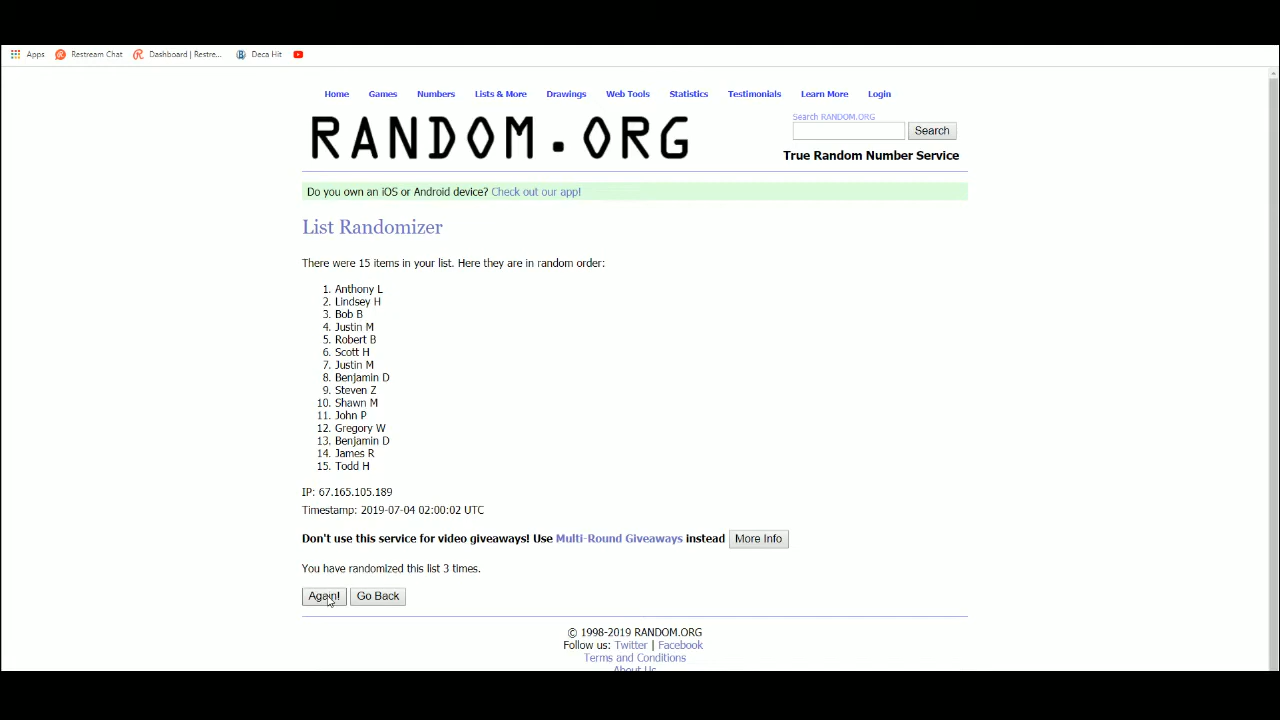 Apps Restream Chat Dashboard | Restre... Deca Hit
Home Games Numbers Lists & More Drawings Web Tools Statistics Testimonials Learn More Login
RANDOM.ORG
Search RANDOM.ORG
Search
True Random Number Service
Do you own an iOS or Android device? Check out our app!
List Randomizer
There were 15 items in your list. Here they are in random order:
1. Anthony L
2. Lindsey H
3. Bob B
4. Justin M
5. Robert B
6. Scott H
7. Justin M
8. Benjamin D
9. Steven Z
10. Shawn M
11. John P
12. Gregory W
13. Benjamin D
14. James R
15. Todd H
IP: 67.165.105.189
Timestamp: 2019-07-04 02:00:02 UTC
Don't use this service for video giveaways! Use Multi-Round Giveaways instead More Info
You have randomized this list 3 times.
Again! Go Back
© 1998-2019 RANDOM.ORG
Follow us: Twitter | Facebook
Terms and Conditions
About Us